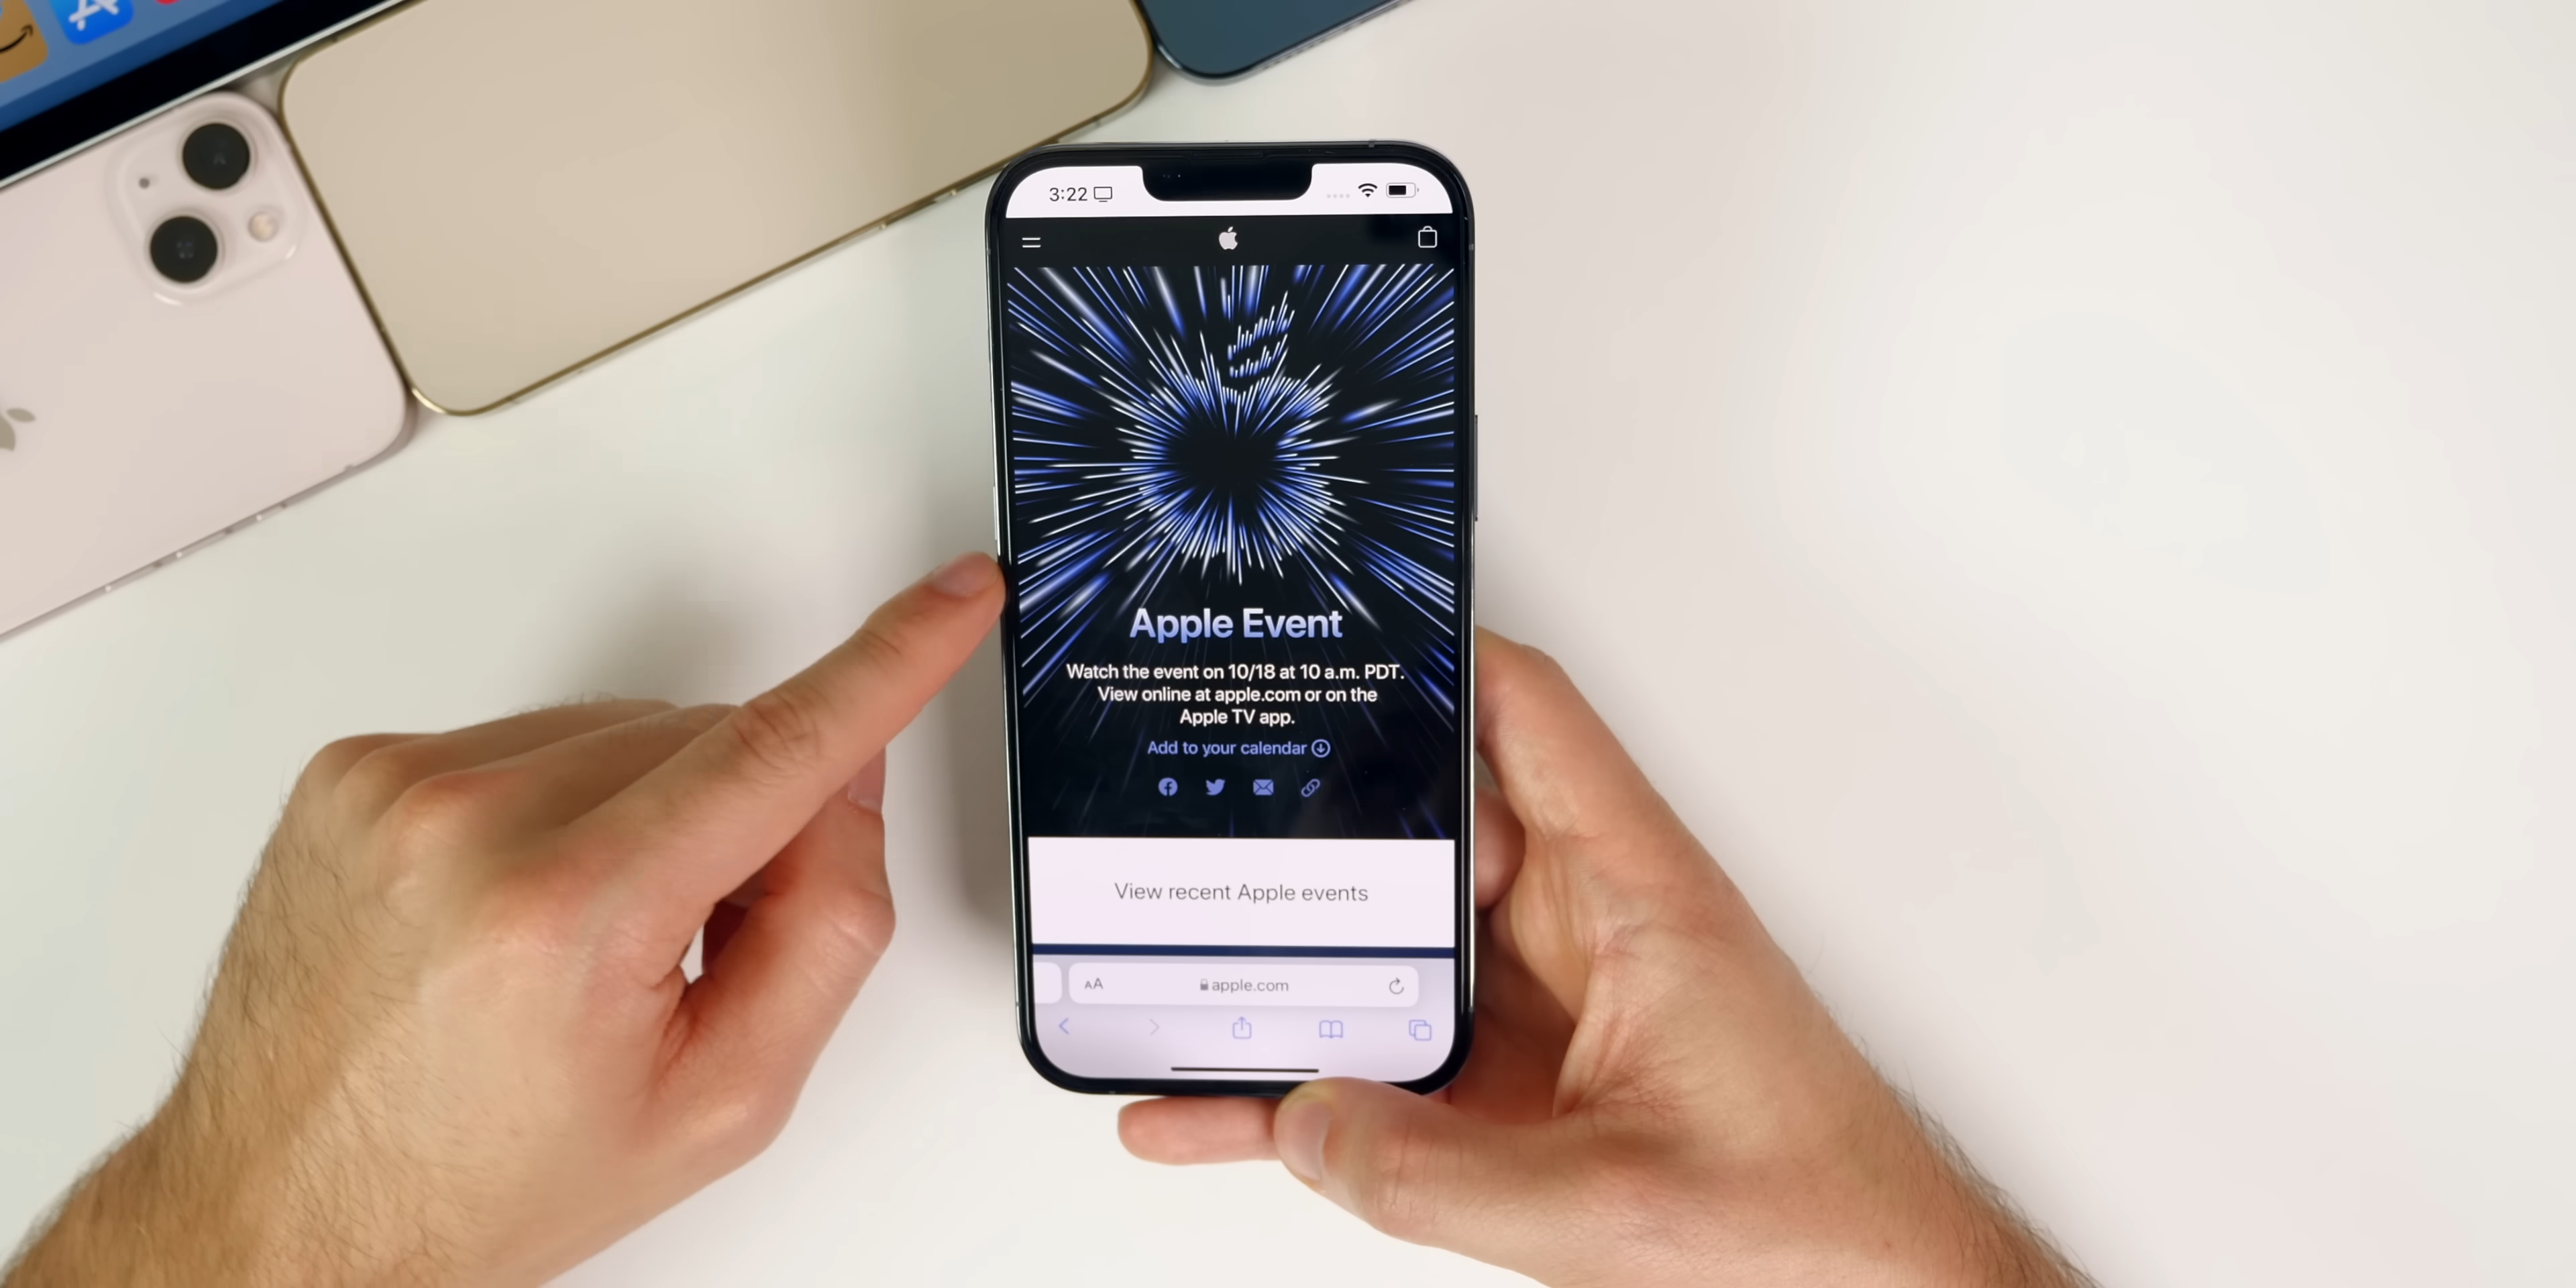 3:22
Apple Event
Watch the event on 10/18 at 10 a.m. PDT.
View online at apple.com or on the
Apple TV app.
Add to your calendar
View recent Apple events
AA apple.com